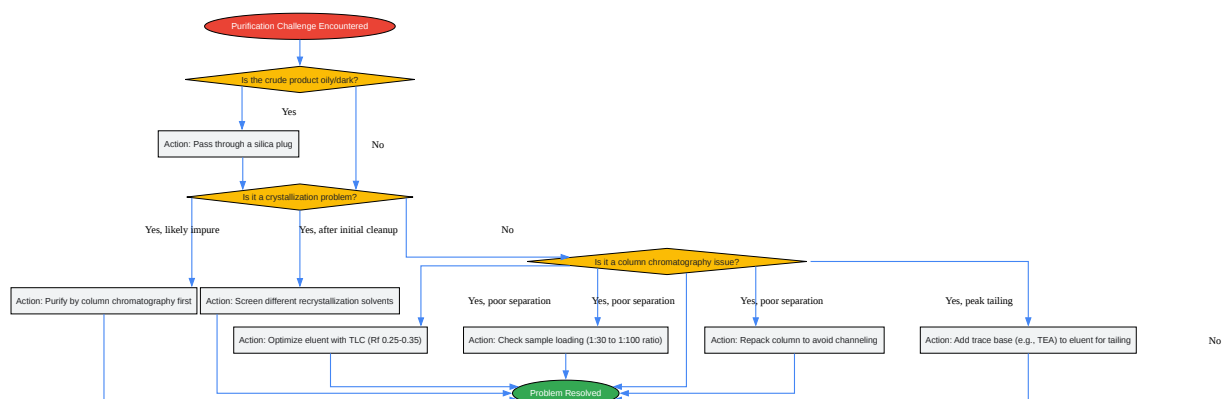 Purification Challenge Encountered
Is the crude product oily/dark?
Yes
Action: Pass through a silica plug
No
Is it a crystallization problem?
Yes, likely impure
Yes, after initial cleanup
No
Is it a column chromatography issue?
Action: Purify by column chromatography first
Action: Screen different recrystallization solvents
Yes, poor separation
Yes, poor separation
Yes, poor separation
Yes, peak tailing
Action: Optimize eluent with TLC (Rf 0.25-0.35)
Action: Check sample loading (1:30 to 1:100 ratio)
Action: Repack column to avoid channeling
Action: Add trace base (e.g., TEA) to eluent for tailing
No
Problem Resolved